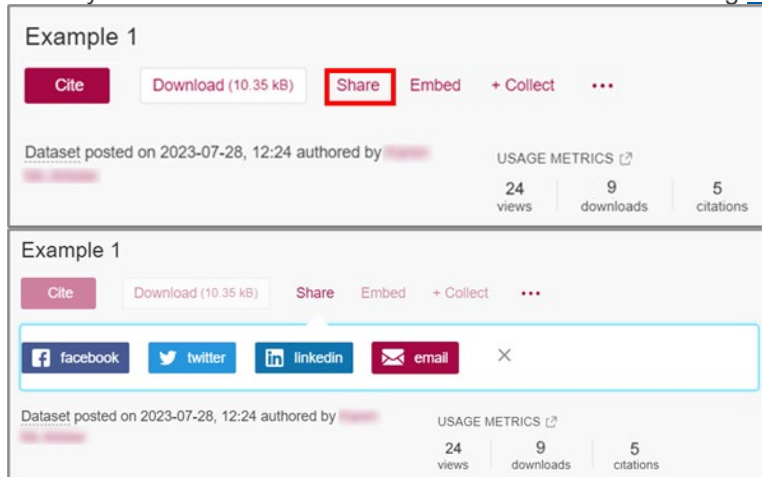 Example 1
Cite Download (10.35 kB) Share Embed + Collect •••
Dataset posted on 2023-07-28, 12:24 authored by
USAGE METRICS
24 9 5
views downloads citations
Example 1
Cite Download (10.35 kB) Share Embed + Collect •••
facebook twitter linkedin email ×
Dataset posted on 2023-07-28, 12:24 authored by
USAGE METRICS
24 9 5
views downloads citations